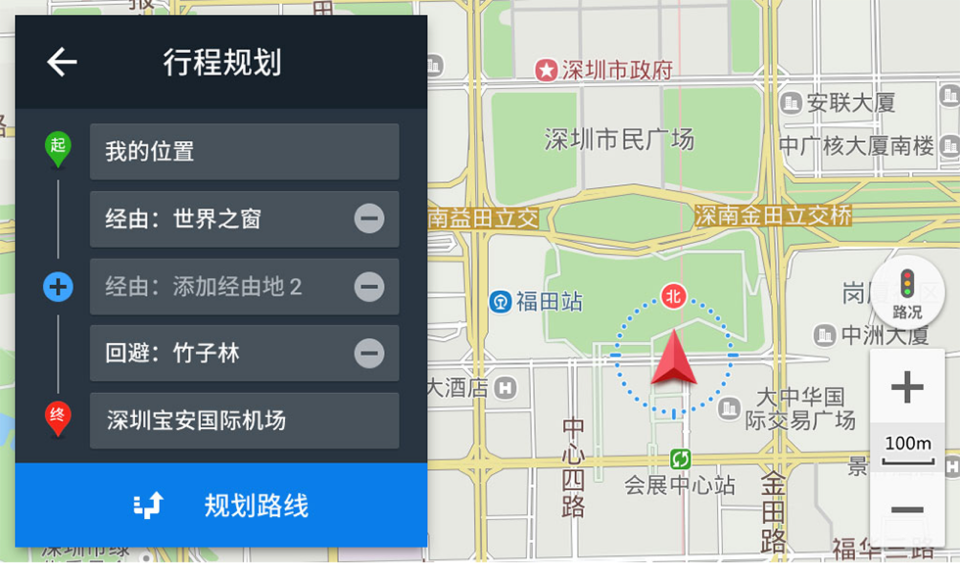 行程规划
起
我的位置
经由：世界之窗
经由：添加经由地 2
回避：竹子林
终
深圳宝安国际机场
规划路线
深圳市政府
安联大厦
深圳市民广场
中广核大厦南楼
南益田立交
深南金田立交桥
北
福田站
路况
岗
中洲大厦
大酒店
H
大中华国
际交易广场
中心四路
100m
会展中心站
景
H
金田路
福华三路
深圳市绿